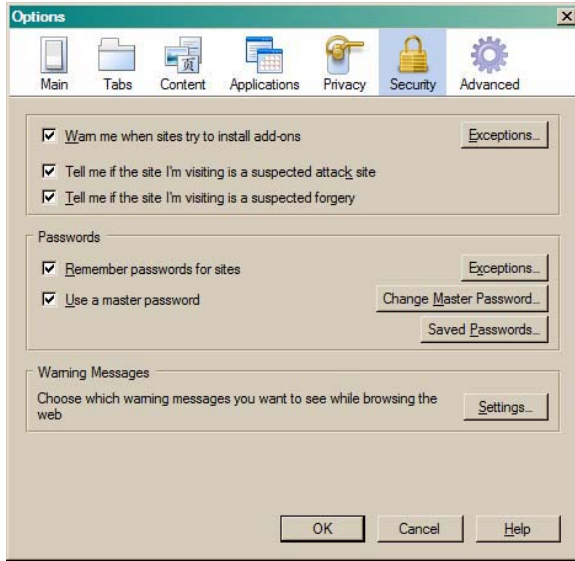 Options
Main Tabs Content Applications Privacy Security Advanced
页
Warn me when sites try to install add-ons Exceptions...
Tell me if the site I'm visiting is a suspected attack site
Tell me if the site I'm visiting is a suspected forgery
Passwords
Remember passwords for sites Exceptions...
Use a master password Change Master Password...
Saved Passwords...
Warning Messages
Choose which warning messages you want to see while browsing the
web
Settings...
OK Cancel Help